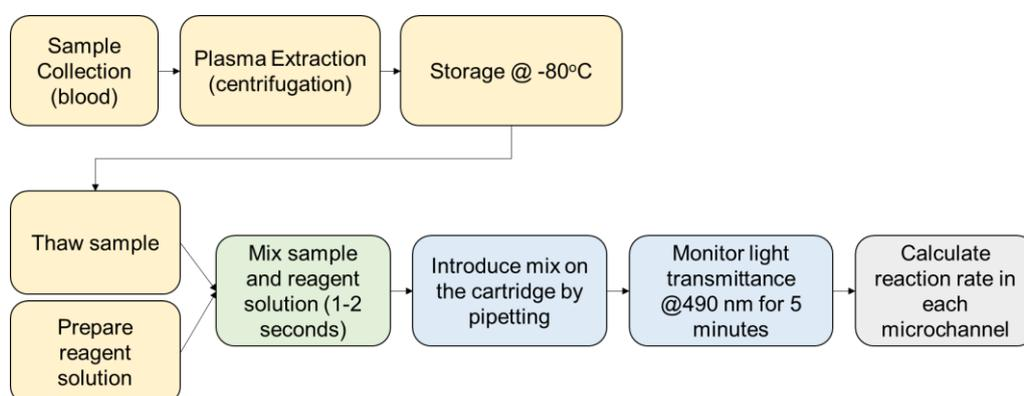 Sample
Collection
(blood)
Plasma Extraction
(centrifugation)
Storage @ -80ºC
Thaw sample
Prepare
reagent
solution
Mix sample
and reagent
solution (1-2
seconds)
Introduce mix on
the cartridge by
pipetting
Monitor light
transmittance
@490 nm for 5
minutes
Calculate
reaction rate in
each
microchannel